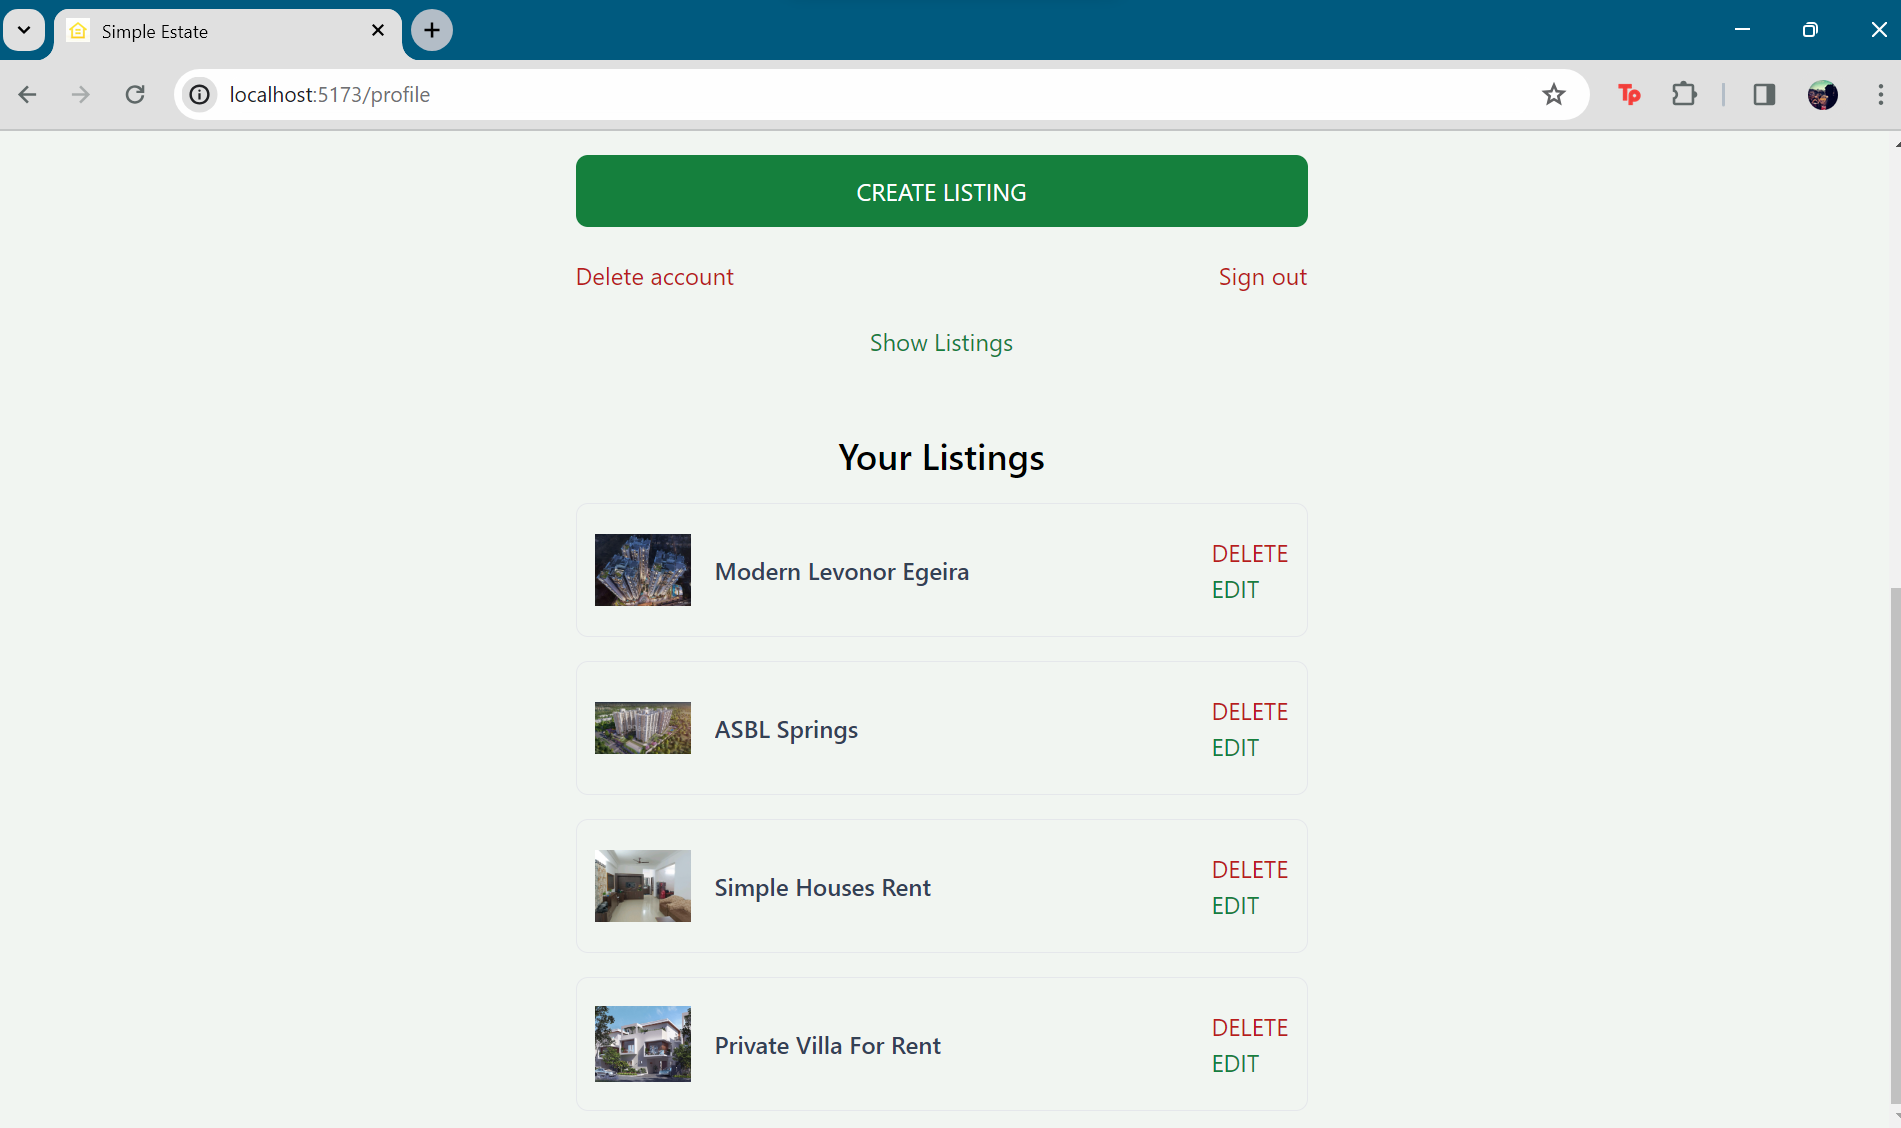 Simple Estate
localhost:5173/profile
Tp
CREATE LISTING
Delete account
Sign out
Show Listings
Your Listings
Modern Levonor Egeira
DELETE
EDIT
ASBL Springs
DELETE
EDIT
Simple Houses Rent
DELETE
EDIT
Private Villa For Rent
DELETE
EDIT